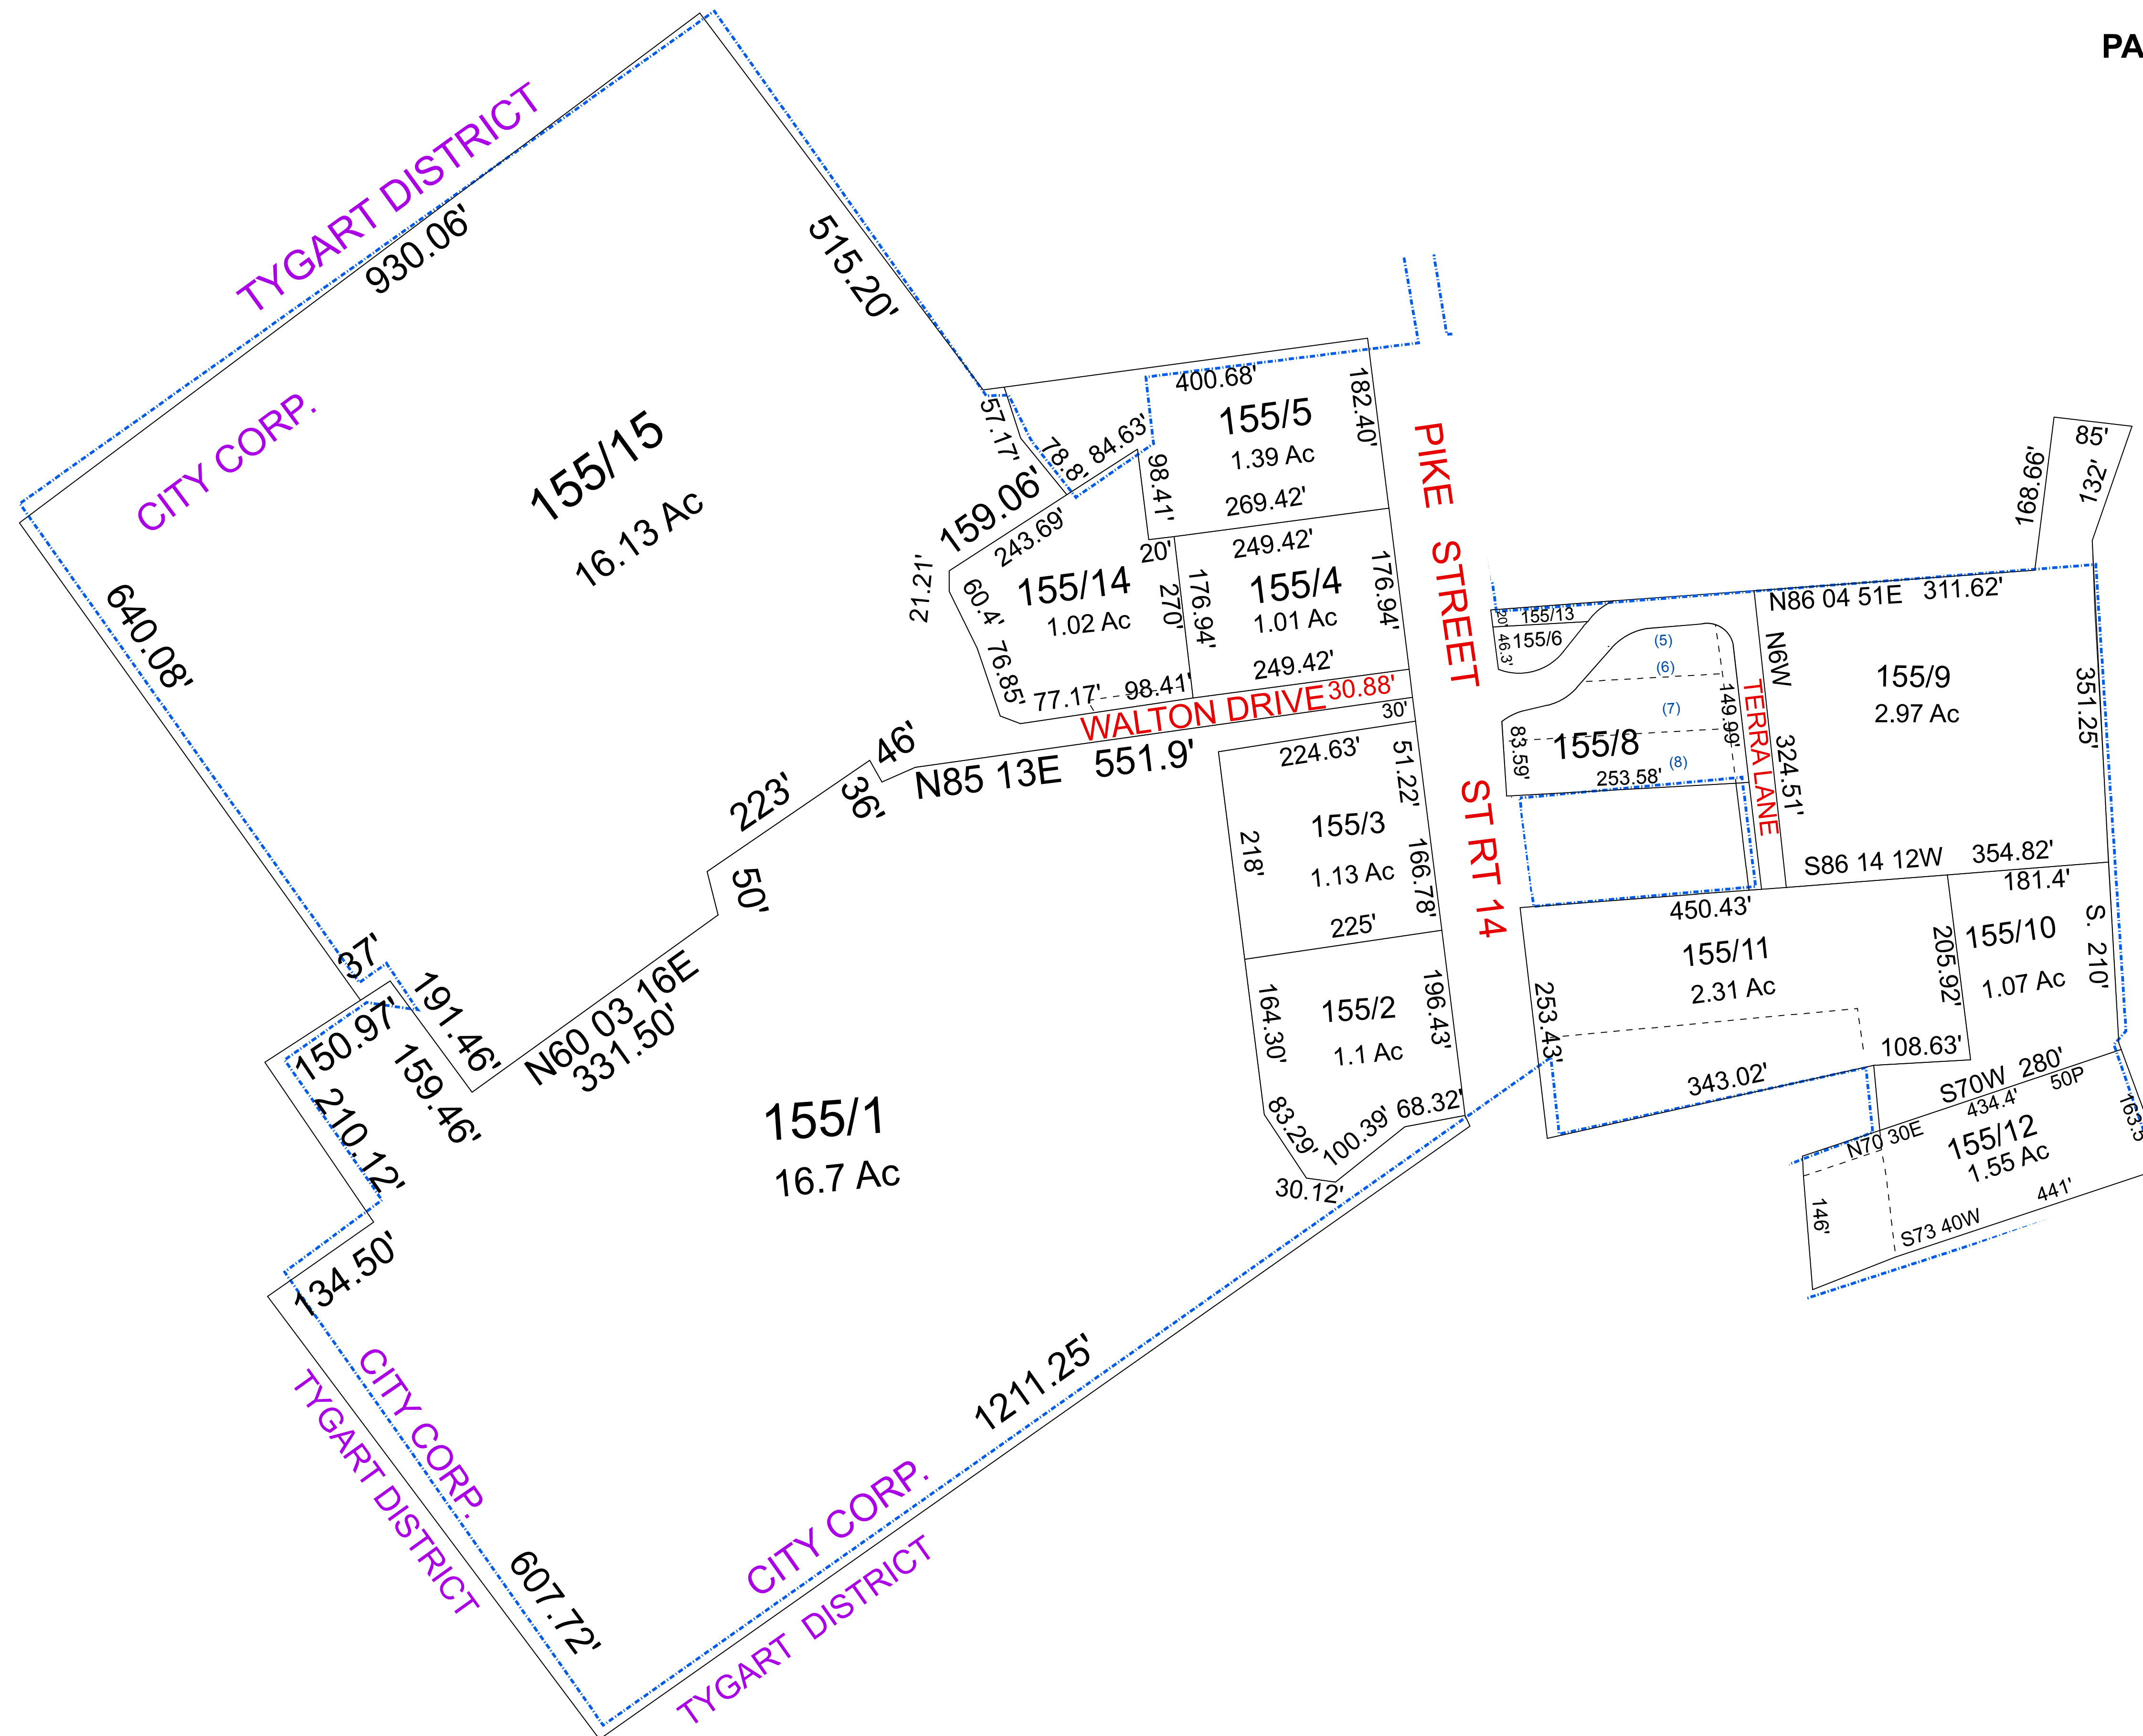 PA
TYGART DISTRICT
930.06'
CITY CORP.
515.20'
155/15
16.13 Ac
640.08'
57.17'
78.8'
84.63'
400.68'
182.40'
155/5
1.39 Ac
98.41'
269.42'
159.06'
243.69'
21.21'
60.4'
76.85'
155/14
1.02 Ac
20'
270'
77.17'
98.41'
249.42'
155/4
1.01 Ac
176.94'
176.94'
249.42'
WALTON DRIVE
30.88'
30'
PIKE STREET
ST RT 14
46'
36'
223'
50'
N85 13E 551.9'
224.63'
51.22'
155/3
1.13 Ac
218'
166.78'
225'
155/2
1.1 Ac
164.30'
196.43'
83.29'
100.39'
68.32'
30.12'
37'
191.46'
150.97'
159.46'
210.12'
N60 03 16E
331.50'
155/1
16.7 Ac
134.50'
CITY CORP.
TYGART DISTRICT
607.72'
1211.25'
CITY CORP.
TYGART DISTRICT
20'
155/13
46.3'
155/6
(5)
(6)
(7)
(8)
149.99'
83.59'
155/8
253.58'
TERRA LANE
N6W 324.51'
168.66'
85'
132'
N86 04 51E 311.62'
155/9
2.97 Ac
351.25'
S86 14 12W 354.82'
181.4'
450.43'
155/11
2.31 Ac
253.43'
205.92'
343.02'
108.63'
155/10
1.07 Ac
S. 210'
S70W 280'
434.4'
50P
N70 30E
155/12
1.55 Ac
163.5
146'
S73 40W
441'